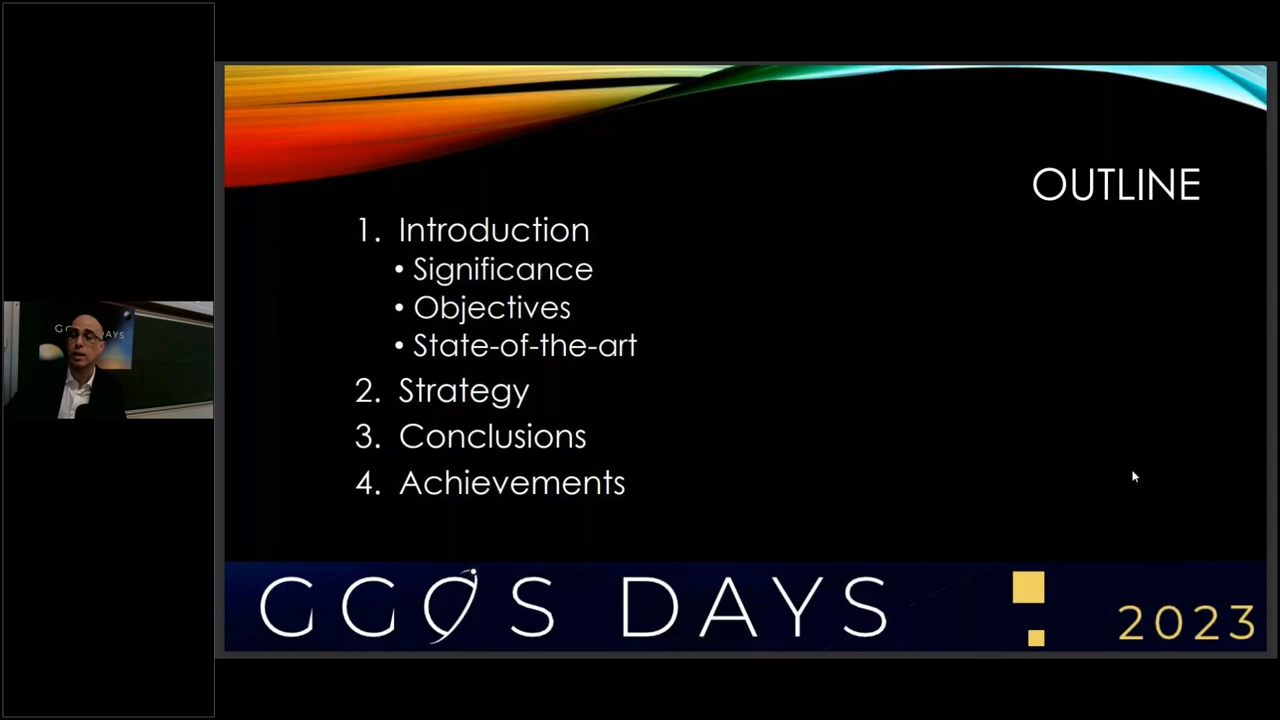 OUTLINE
1. Introduction
• Significance
• Objectives
• State-of-the-art
2. Strategy
3. Conclusions
4. Achievements
GGOS DAYS
2023